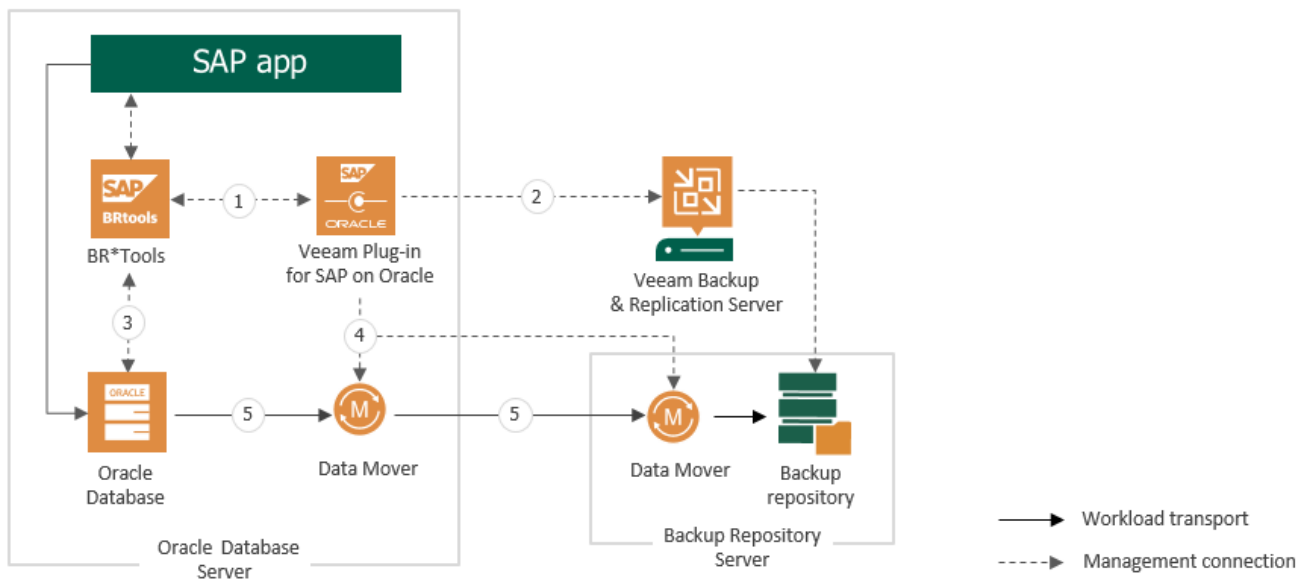 SAP app
SAP
BRtools
BR*Tools
1
SAP
ORACLE
Veeam Plug-in
for SAP on Oracle
2
Veeam Backup
& Replication Server
3
4
ORACLE
Oracle
Database
5
M
Data Mover
5
M
Data Mover
Backup
repository
Oracle Database
Server
Backup Repository
Server
Workload transport
Management connection